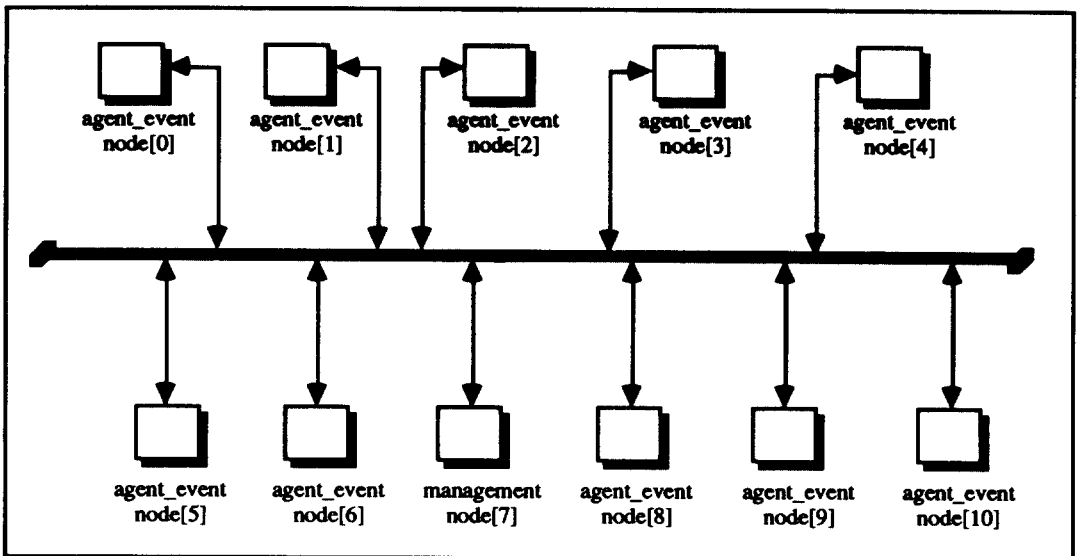 agent_event
node[0]
agent_event
node[1]
agent_event
node[2]
agent_event
node[3]
agent_event
node[4]
agent_event
node[5]
agent_event
node[6]
management
node[7]
agent_event
node[8]
agent_event
node[9]
agent_event
node[10]